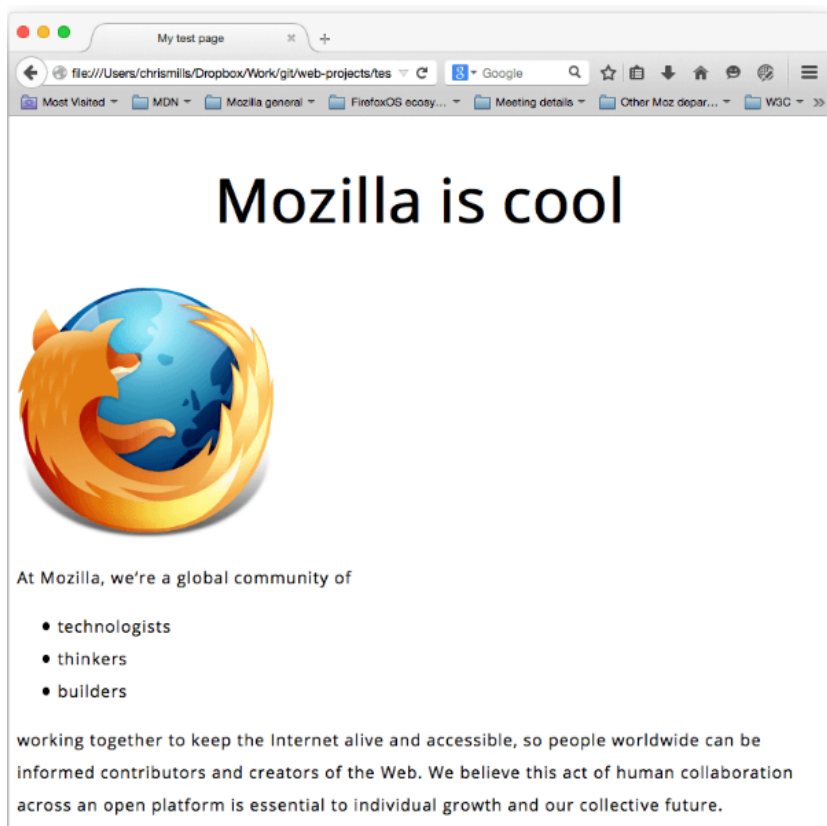 My test page
file:///Users/chrismills/Dropbox/Work/git/web-projects/tes
Google
Most Visited
MDN
Mozilla general
FirefoxOS ecosy...
Meeting details
Other Moz depar...
W3C
Mozilla is cool
At Mozilla, we’re a global community of
technologists
thinkers
builders
working together to keep the Internet alive and accessible, so people worldwide can be
informed contributors and creators of the Web. We believe this act of human collaboration
across an open platform is essential to individual growth and our collective future.